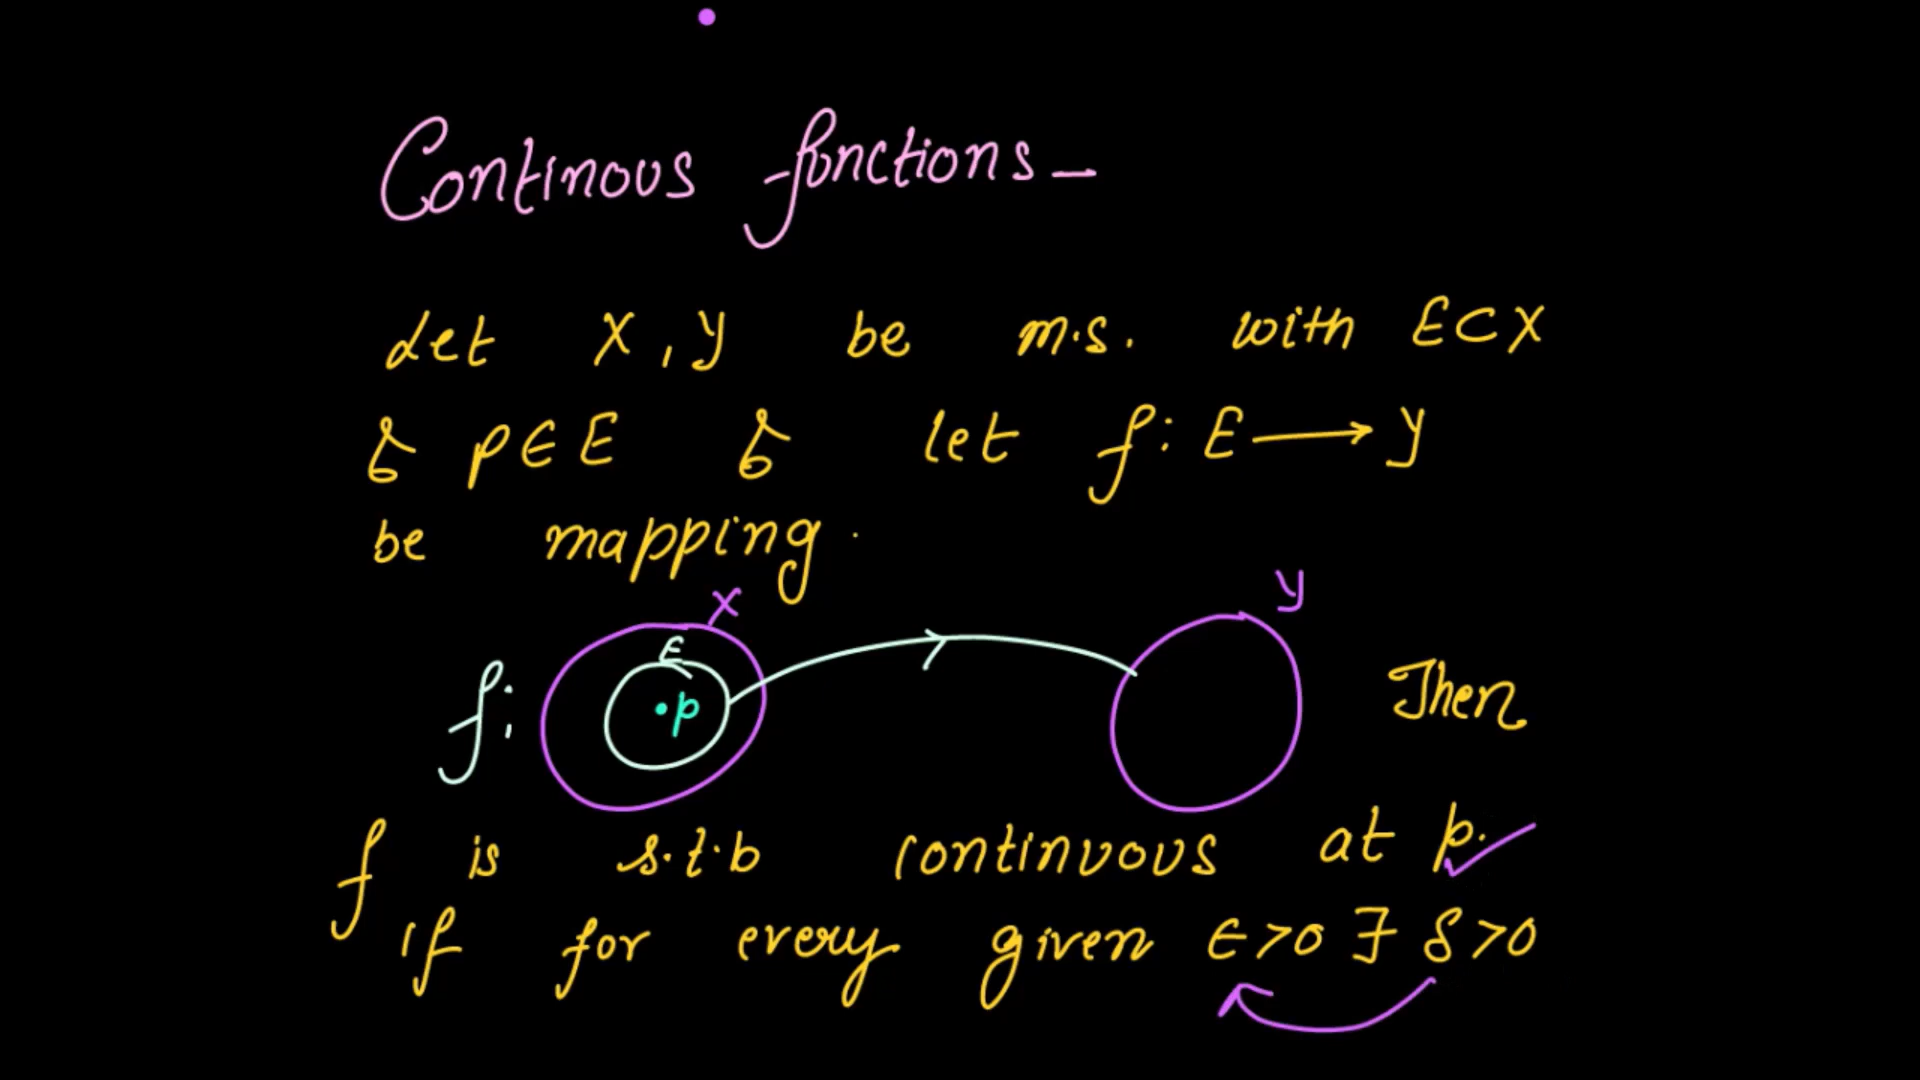 Continous functions-
Let X, Y be m.s. with E⊂X
& p∈E & let f: E→Y
be mapping.
X Y
E
f: .p Then
f is s.t.b continuous at p.
if for every given ε>0 ∃ δ>0